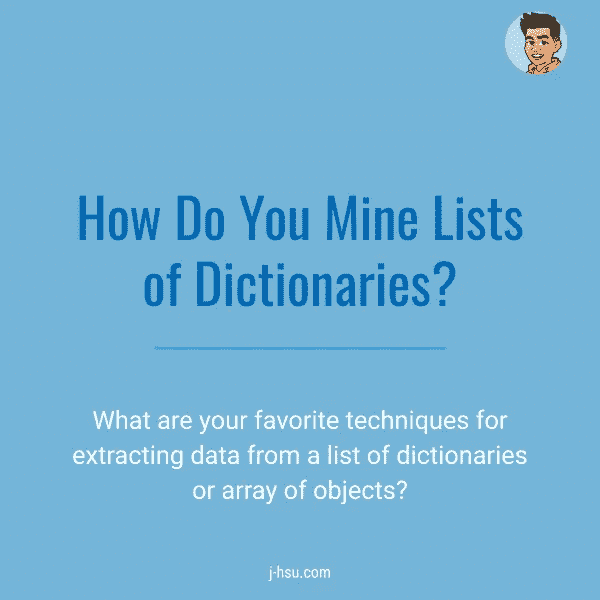 How Do You Mine Lists
of Dictionaries?
What are your favorite techniques for
extracting data from a list of dictionaries
or array of objects?
j-hsu.com